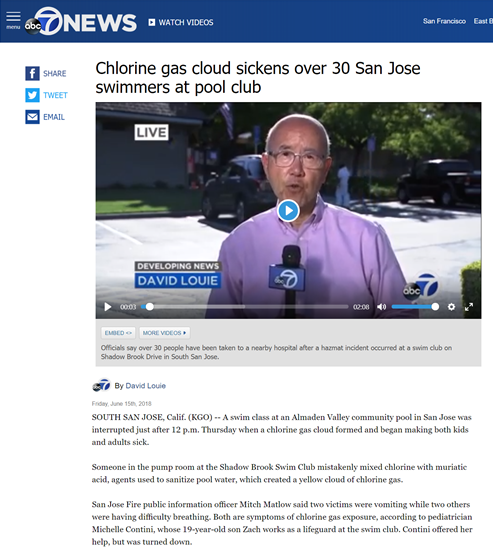 menu
abc 7 NEWS
WATCH VIDEOS
San Francisco East B
SHARE
TWEET
EMAIL
Chlorine gas cloud sickens over 30 San Jose
swimmers at pool club
LIVE
7
DEVELOPING NEWS
DAVID LOUIE
abc 7
00:03
02:08
EMBED <>
MORE VIDEOS
Officials say over 30 people have been taken to a nearby hospital after a hazmat incident occurred at a swim club on
Shadow Brook Drive in South San Jose.
abc 7 By David Louie
Friday, June 15th, 2018
SOUTH SAN JOSE, Calif. (KGO) -- A swim class at an Almaden Valley community pool in San Jose was
interrupted just after 12 p.m. Thursday when a chlorine gas cloud formed and began making both kids
and adults sick.
Someone in the pump room at the Shadow Brook Swim Club mistakenly mixed chlorine with muriatic
acid, agents used to sanitize pool water, which created a yellow cloud of chlorine gas.
San Jose Fire public information officer Mitch Matlow said two victims were vomiting while two others
were having difficulty breathing. Both are symptoms of chlorine gas exposure, according to pediatrician
Michelle Contini, whose 19-year-old son Zach works as a lifeguard at the swim club. Contini offered her
help, but was turned down.